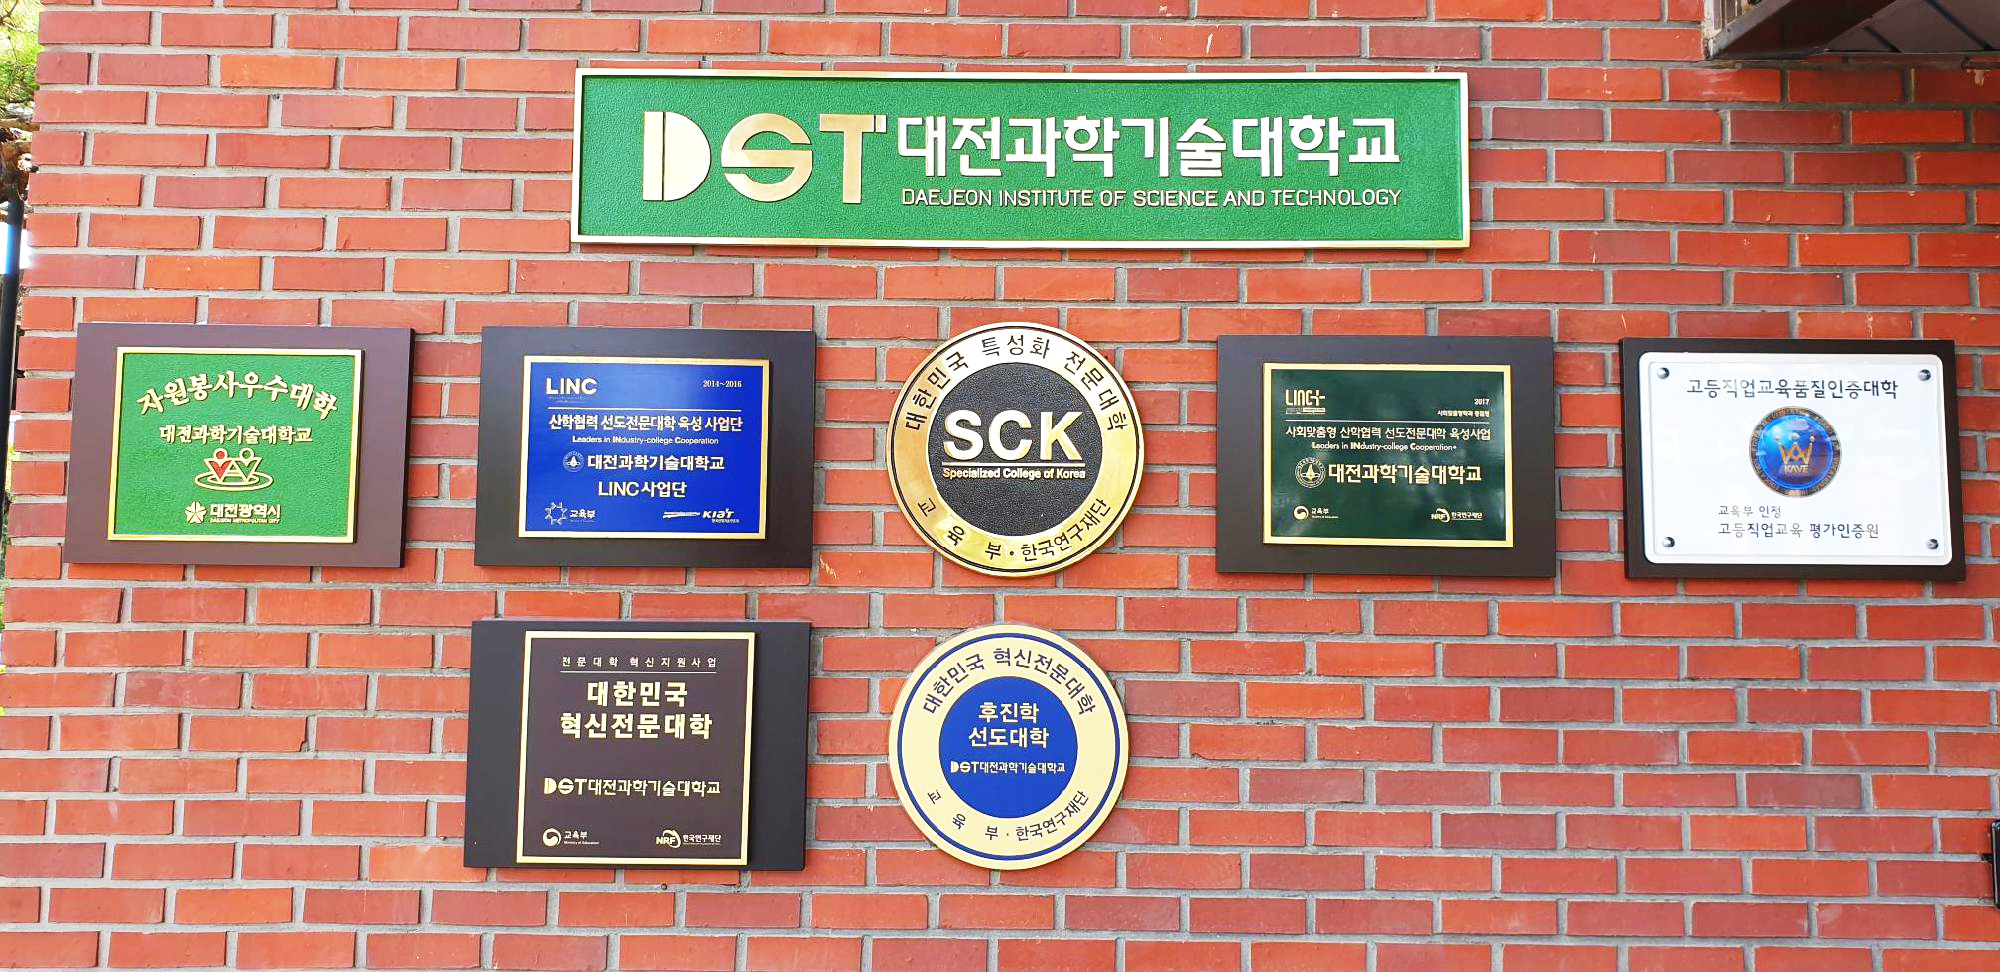 DST 대전과학기술대학교
DAEJEON INSTITUTE OF SCIENCE AND TECHNOLOGY
자원봉사우수대학
대전과학기술대학교
대전광역시
DAEJEON METROPOLITAN CITY
LINC
2014~2016
산학협력 선도전문대학 육성 사업단
Leaders in INdustry-college Cooperation
대전과학기술대학교
LINC사업단
교육부
KIAT
대한민국 특성화 전문대학
SCK
Specialized College of Korea
교육부·한국연구재단
LINC+
2017
사회맞춤형 산학협력 선도전문대학 육성사업
Leaders in INdustry-college Cooperation+
대전과학기술대학교
교육부
Ministry of Education
NRF 한국연구재단
고등직업교육품질인증대학
KAVE
교육부 인정
고등직업교육 평가인증원
전문대학 혁신지원사업
대한민국
혁신전문대학
DST대전과학기술대학교
교육부
Ministry of Education
NRF 한국연구재단
대한민국 혁신전문대학
후진학
선도대학
DST대전과학기술대학교
교육부·한국연구재단